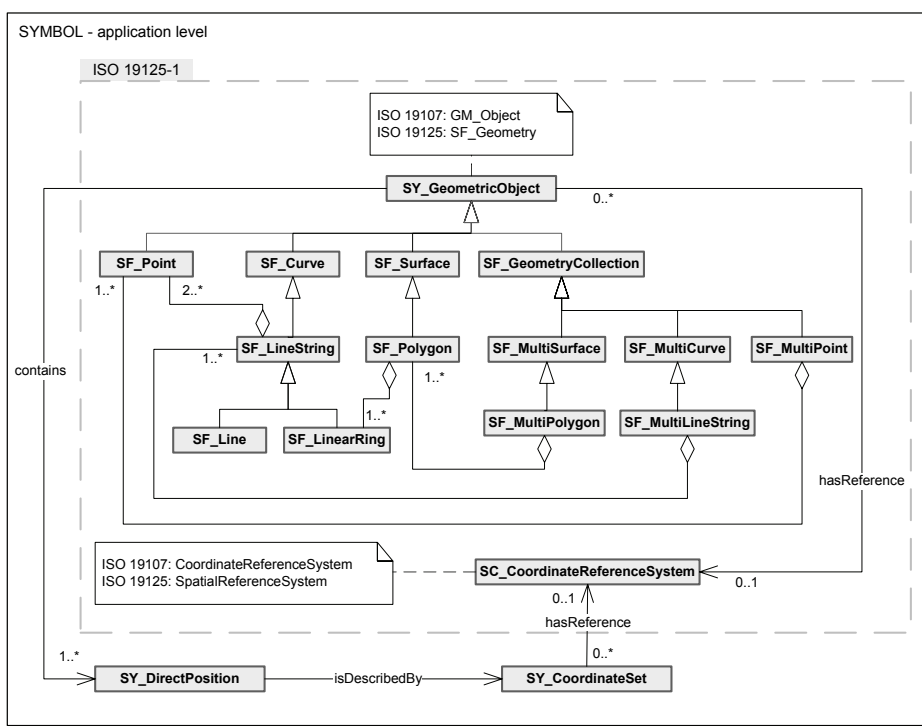 SYMBOL - application level
ISO 19125-1
ISO 19107: GM_Object
ISO 19125: SF_Geometry
SY_GeometricObject
0..*
SF_Point
SF_Curve
SF_Surface
SF_GeometryCollection
1..*
2..*
SF_LineString
SF_Polygon
SF_MultiSurface
SF_MultiCurve
SF_MultiPoint
1..*
1..*
contains
1..*
SF_Line
SF_LinearRing
SF_MultiPolygon
SF_MultiLineString
hasReference
ISO 19107: CoordinateReferenceSystem
ISO 19125: SpatialReferenceSystem
SC_CoordinateReferenceSystem
0..1
0..1
hasReference
1..*
0..*
SY_DirectPosition
isDescribedBy
SY_CoordinateSet